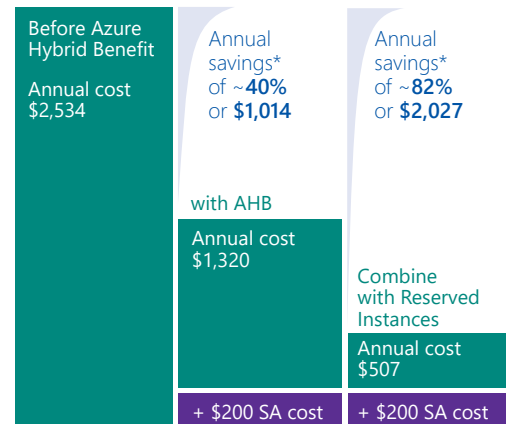 Before Azure
Hybrid Benefit
Annual cost
$2,534
Annual
savings*
of ~40%
or $1,014
with AHB
Annual cost
$1,320
+ $200 SA cost
Annual
savings*
of ~82%
or $2,027
Combine
with Reserved
Instances
Annual cost
$507
+ $200 SA cost